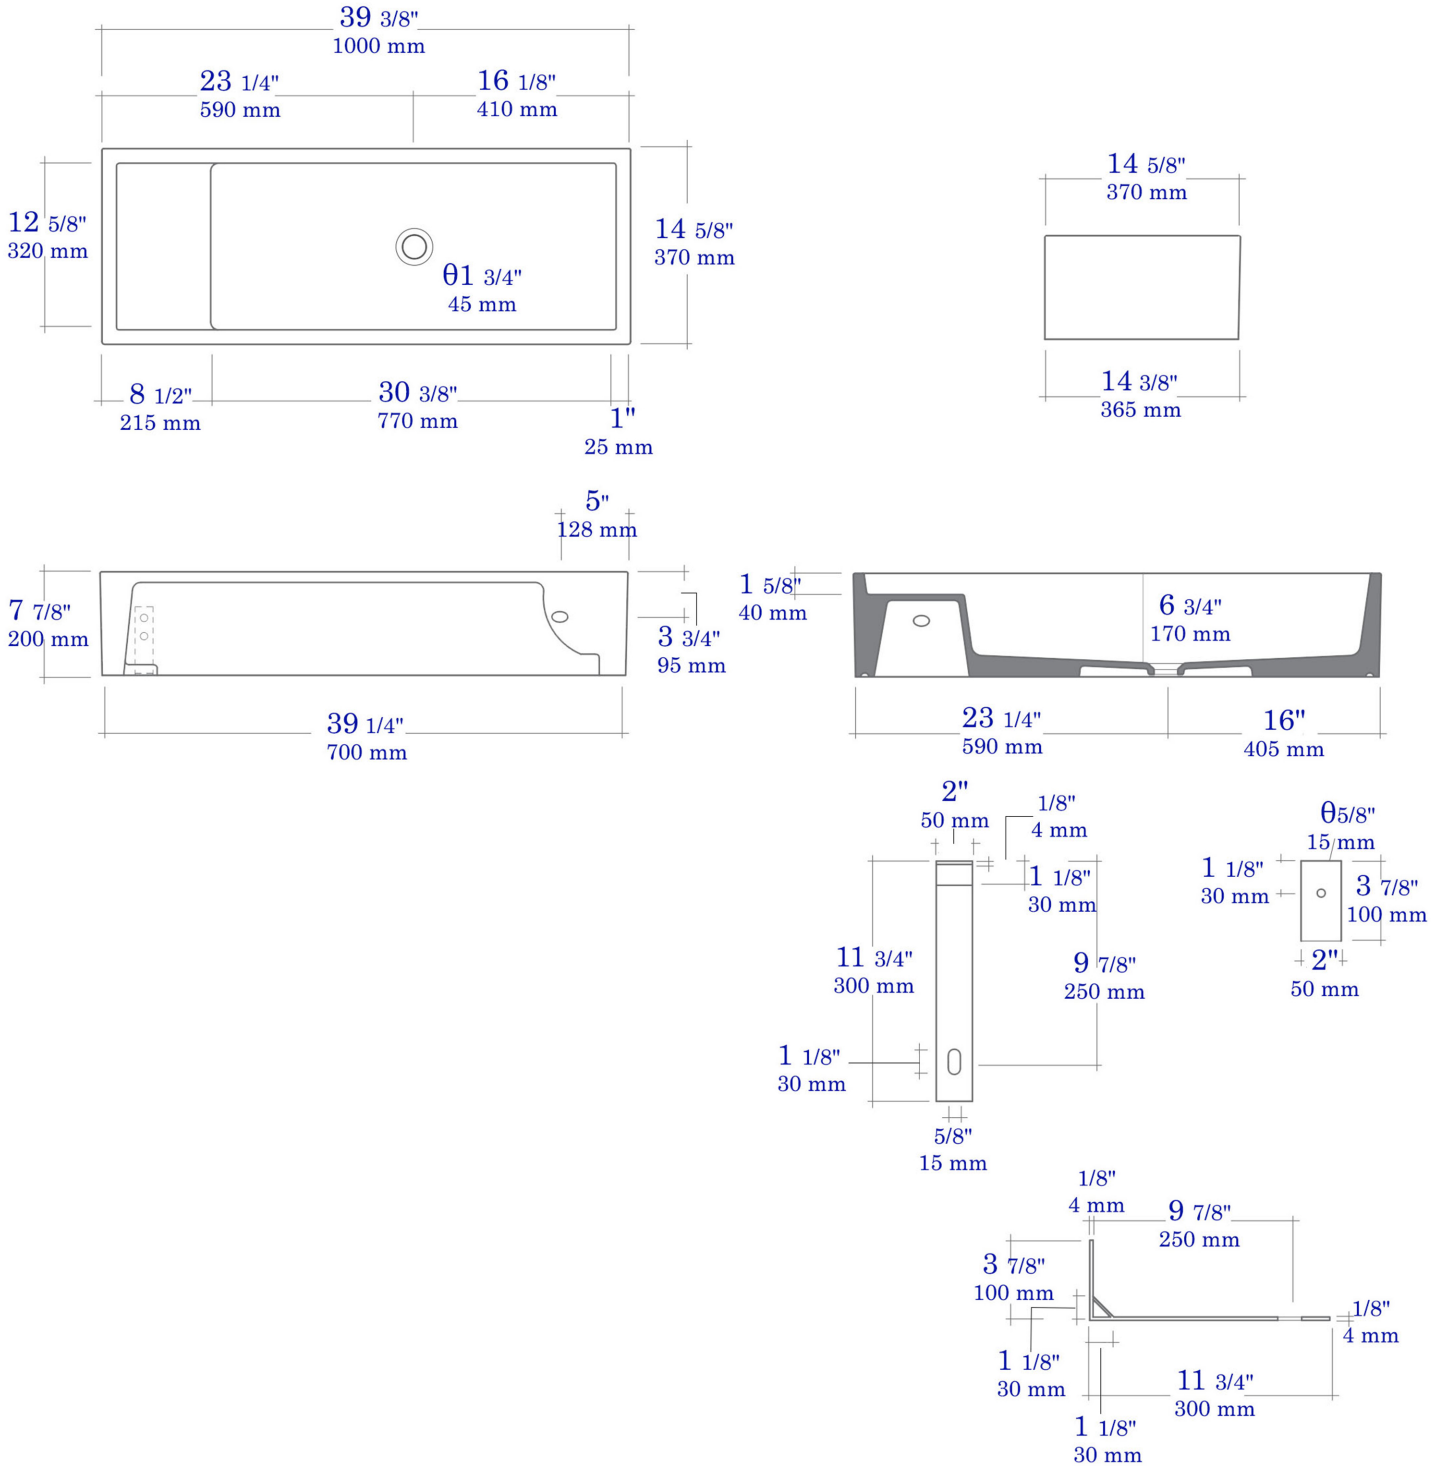 39 3/8"
1000 mm
23 1/4"
590 mm
16 1/8"
410 mm
12 5/8"
320 mm
14 5/8"
370 mm
θ1 3/4"
45 mm
8 1/2"
215 mm
30 3/8"
770 mm
1"
25 mm
14 5/8"
370 mm
14 3/8"
365 mm
5"
128 mm
7 7/8"
200 mm
3 3/4"
95 mm
39 1/4"
700 mm
1 5/8"
40 mm
6 3/4"
170 mm
23 1/4"
590 mm
16"
405 mm
2"
50 mm
1/8"
4 mm
1 1/8"
30 mm
11 3/4"
300 mm
9 7/8"
250 mm
1 1/8"
30 mm
5/8"
15 mm
θ5/8"
15 mm
1 1/8"
30 mm
3 7/8"
100 mm
2"
50 mm
1/8"
4 mm
9 7/8"
250 mm
3 7/8"
100 mm
1/8"
4 mm
1 1/8"
30 mm
11 3/4"
300 mm
1 1/8"
30 mm